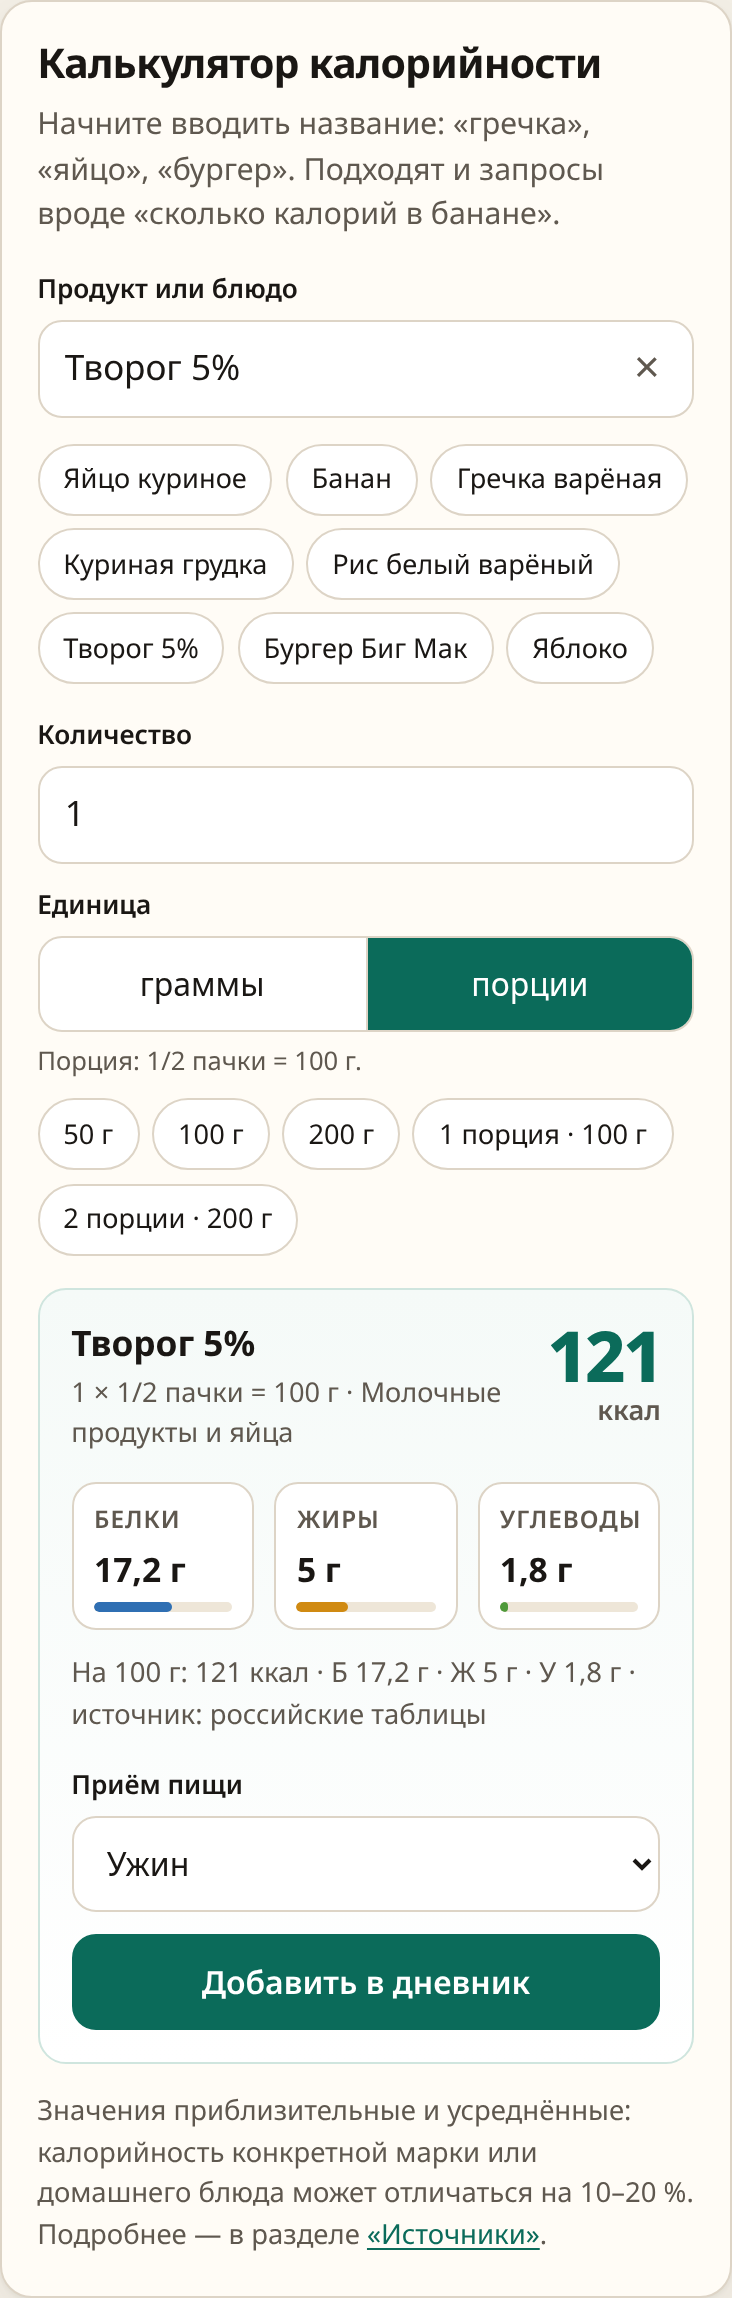 Калькулятор калорийности
Начните вводить название: «гречка»,
«яйцо», «бургер». Подходят и запросы
вроде «сколько калорий в банане».
Продукт или блюдо
Творог 5%
Яйцо куриное Банан Гречка варёная
Куриная грудка Рис белый варёный
Творог 5% Бургер Биг Мак Яблоко
Количество
1
Единица
граммы порции
Порция: 1/2 пачки = 100 г.
50 г 100 г 200 г 1 порция · 100 г
2 порции · 200 г
Творог 5% 121
ккал
1 × 1/2 пачки = 100 г · Молочные
продукты и яйца
БЕЛКИ ЖИРЫ УГЛЕВОДЫ
17,2 г 5 г 1,8 г
На 100 г: 121 ккал · Б 17,2 г · Ж 5 г · У 1,8 г ·
источник: российские таблицы
Приём пищи
Ужин
Добавить в дневник
Значения приблизительные и усреднённые:
калорийность конкретной марки или
домашнего блюда может отличаться на 10–20 %.
Подробнее — в разделе «Источники».